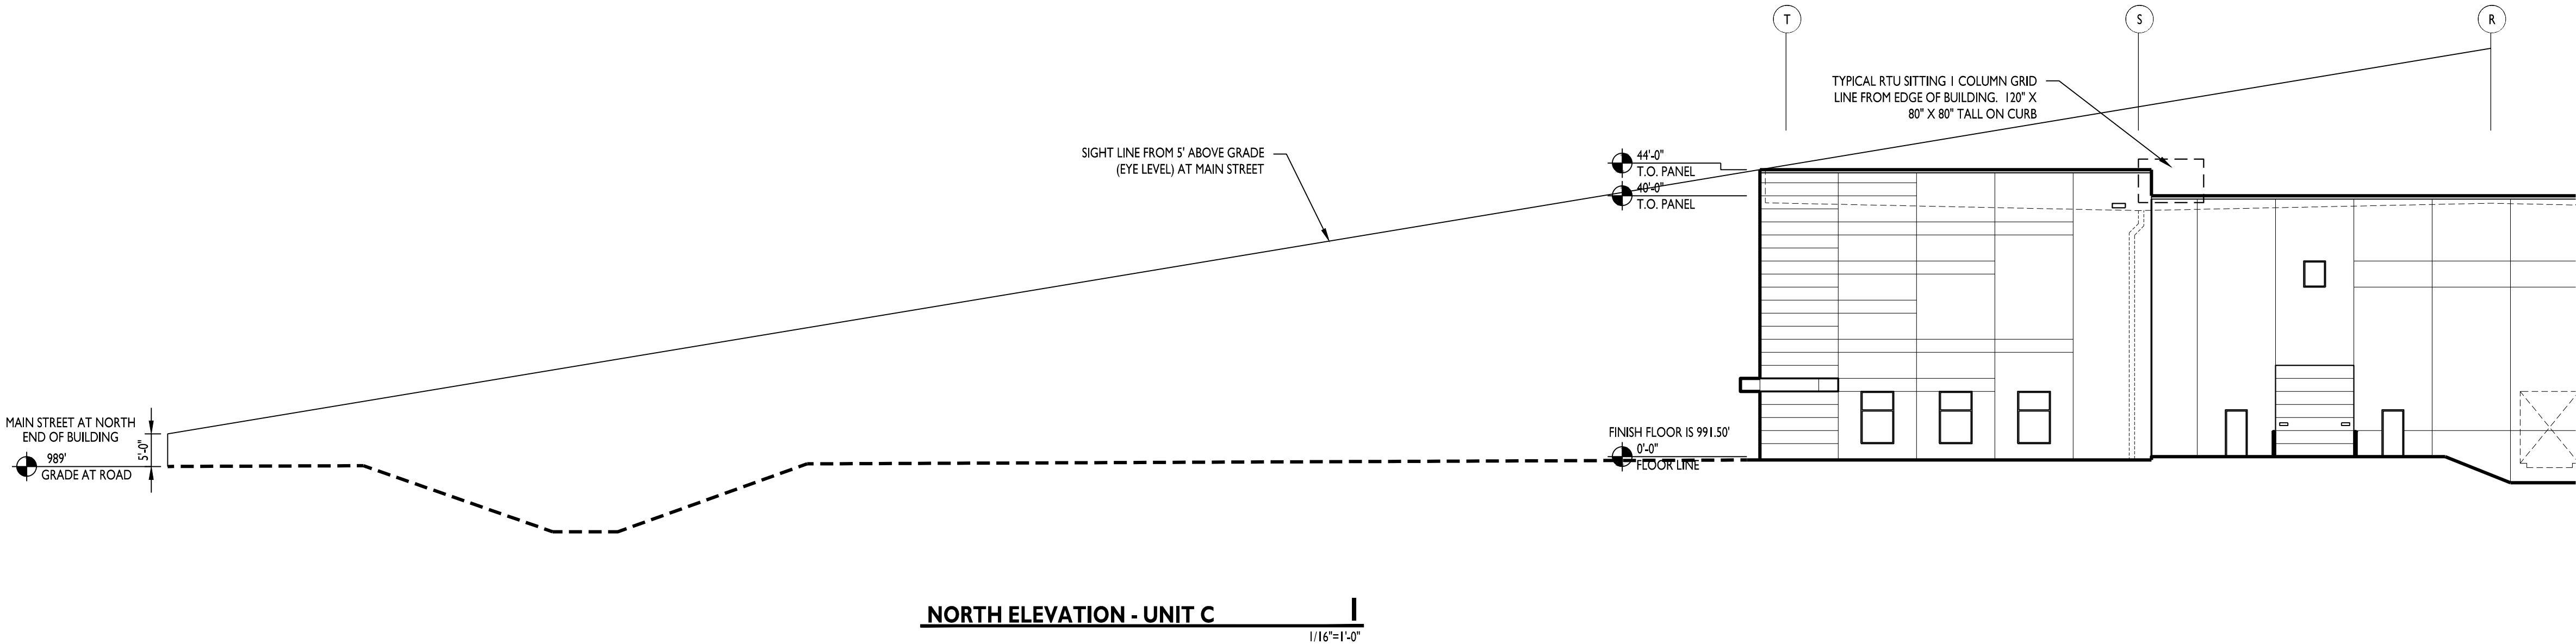 T
S
R
TYPICAL RTU SITTING 1 COLUMN GRID
LINE FROM EDGE OF BUILDING. 120" X
80" X 80" TALL ON CURB
SIGHT LINE FROM 5' ABOVE GRADE
(EYE LEVEL) AT MAIN STREET
44'-0"
T.O. PANEL
40'-0"
T.O. PANEL
MAIN STREET AT NORTH
END OF BUILDING
989'
GRADE AT ROAD
5'-0"
FINISH FLOOR IS 991.50'
0'-0"
FLOOR LINE
NORTH ELEVATION - UNIT C
1
1/16"=1'-0"